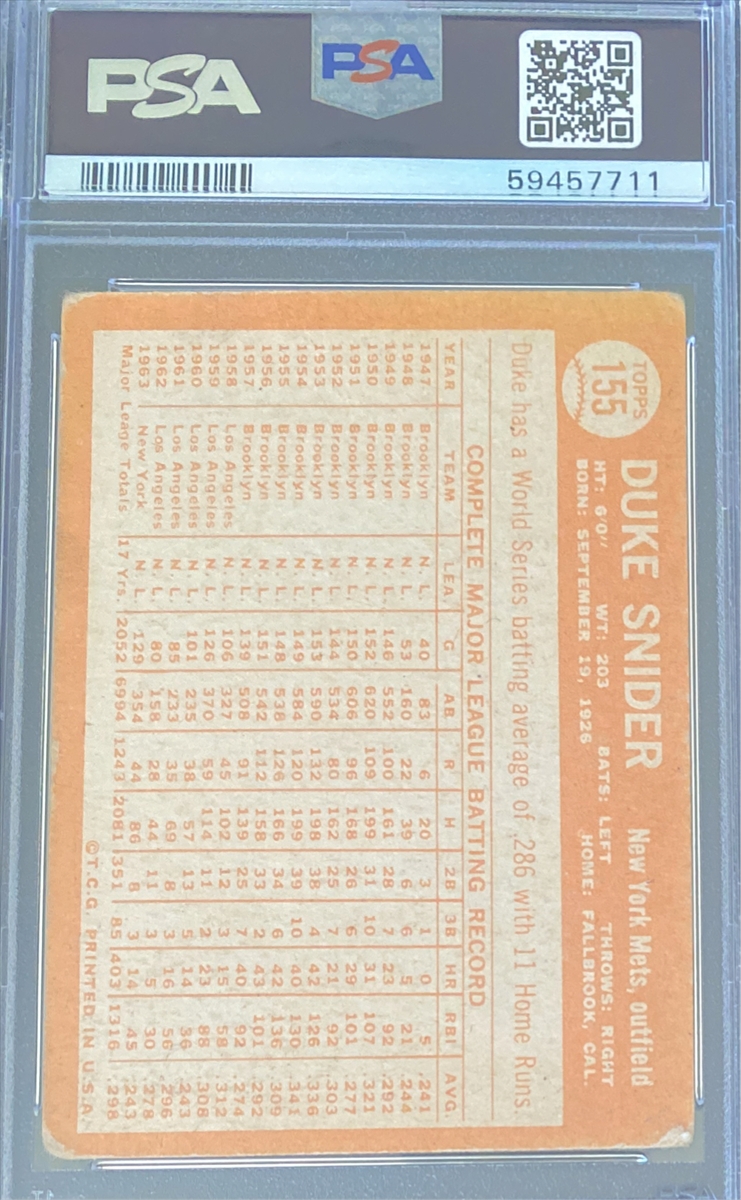 PSA
PSA
59457711
TOPPS
155
DUKE SNIDER New York Mets, outfield
HT: 6'0" WT: 203 BATS: LEFT THROWS: RIGHT
BORN: SEPTEMBER 19, 1926 HOME: FALLBROOK, CAL.
Duke has a World Series batting average of .286 with 11 Home Runs.
COMPLETE MAJOR LEAGUE BATTING RECORD
YEAR TEAM LEA G AB R H 2B 3B HR RBI AVG.
1947 Brooklyn N. L. 40 83 6 20 3 1 0 5 .241
1948 Brooklyn N. L. 53 160 22 39 6 6 5 21 .244
1949 Brooklyn N. L. 146 552 100 161 28 7 23 92 .292
1950 Brooklyn N. L. 152 620 109 199 31 10 31 107 .321
1951 Brooklyn N. L. 150 606 96 168 26 6 29 101 .277
1952 Brooklyn N. L. 144 534 80 162 25 7 21 92 .303
1953 Brooklyn N. L. 153 590 132 198 38 4 42 126 .336
1954 Brooklyn N. L. 149 584 120 199 39 10 40 130 .341
1955 Brooklyn N. L. 148 538 126 166 34 6 42 136 .309
1956 Brooklyn N. L. 151 542 112 158 33 2 43 101 .292
1957 Brooklyn N. L. 139 508 91 139 25 7 40 92 .274
1958 Los Angeles N. L. 106 327 45 102 12 3 15 58 .312
1959 Los Angeles N. L. 126 370 59 114 11 2 23 88 .308
1960 Los Angeles N. L. 101 235 38 57 13 5 14 36 .243
1961 Los Angeles N. L. 85 233 35 69 8 3 16 56 .296
1962 Los Angeles N. L. 80 158 28 44 11 3 5 30 .278
1963 New York N. L. 129 354 44 86 8 3 14 45 .243
Major League Totals 17 Yrs. 2052 6994 1243 2081 351 85 403 1316 .298
©T.C.G. PRINTED IN U.S.A.